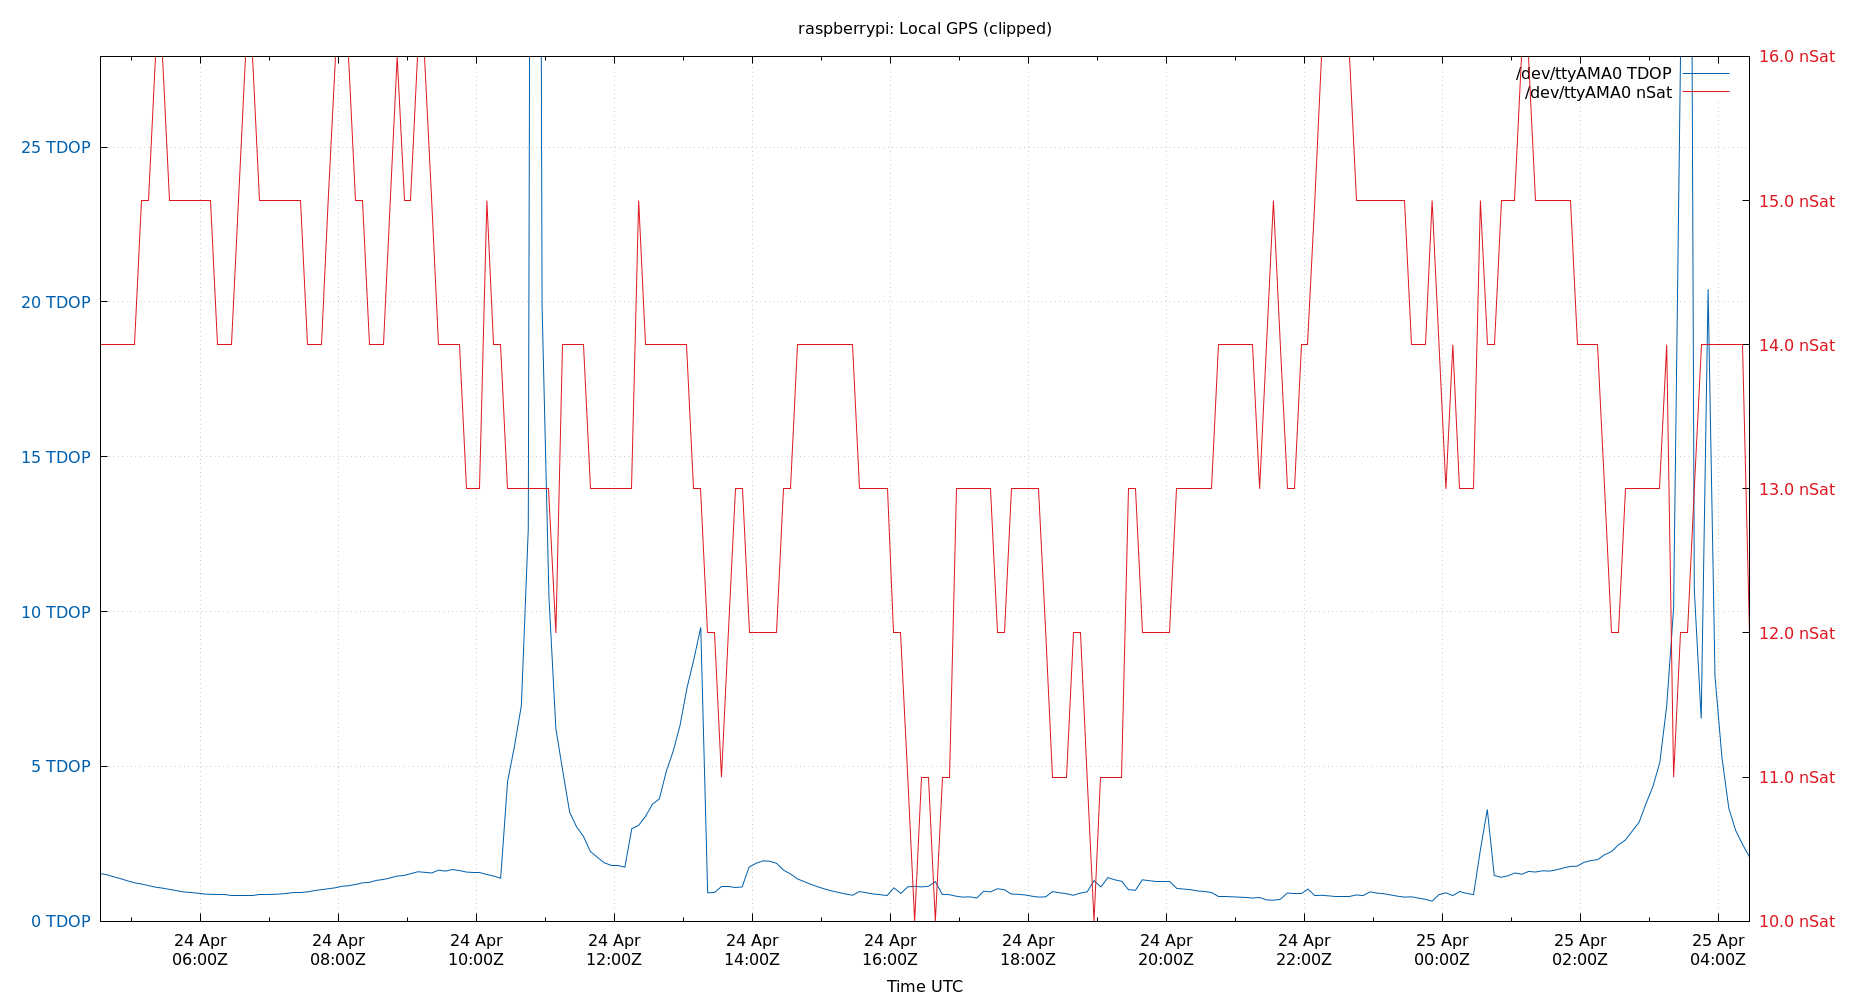 raspberrypi: Local GPS (clipped)
/dev/ttyAMA0 TDOP
/dev/ttyAMA0 nSat
25 TDOP
20 TDOP
15 TDOP
10 TDOP
5 TDOP
0 TDOP
16.0 nSat
15.0 nSat
14.0 nSat
13.0 nSat
12.0 nSat
11.0 nSat
10.0 nSat
24 Apr
06:00Z
24 Apr
08:00Z
24 Apr
10:00Z
24 Apr
12:00Z
24 Apr
14:00Z
24 Apr
16:00Z
24 Apr
18:00Z
24 Apr
20:00Z
24 Apr
22:00Z
25 Apr
00:00Z
25 Apr
02:00Z
25 Apr
04:00Z
Time UTC